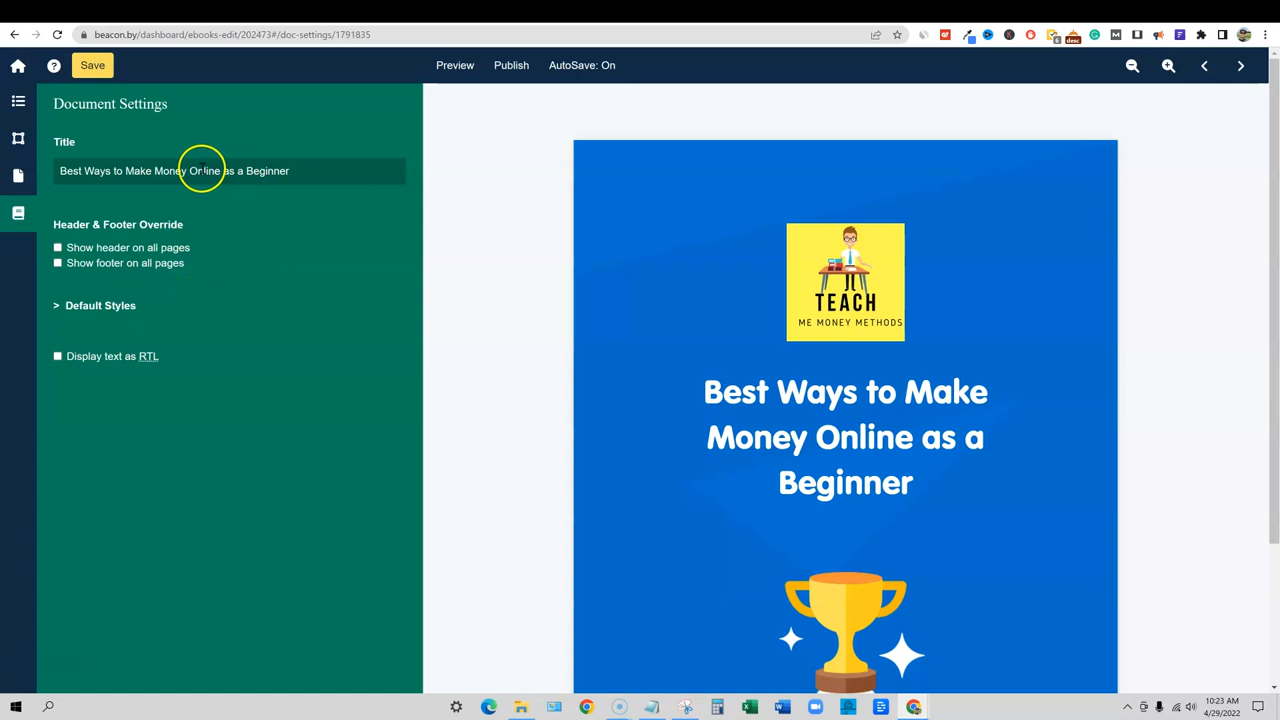 beacon.by/dashboard/ebooks-edit/202473#/doc-settings/1791835
Save
Preview
Publish
AutoSave: On
Document Settings
Title
Best Ways to Make Money Online as a Beginner
Header & Footer Override
Show header on all pages
Show footer on all pages
> Default Styles
Display text as RTL
TEACH
ME MONEY METHODS
Best Ways to Make
Money Online as a
Beginner
10:23 AM
4/29/2022